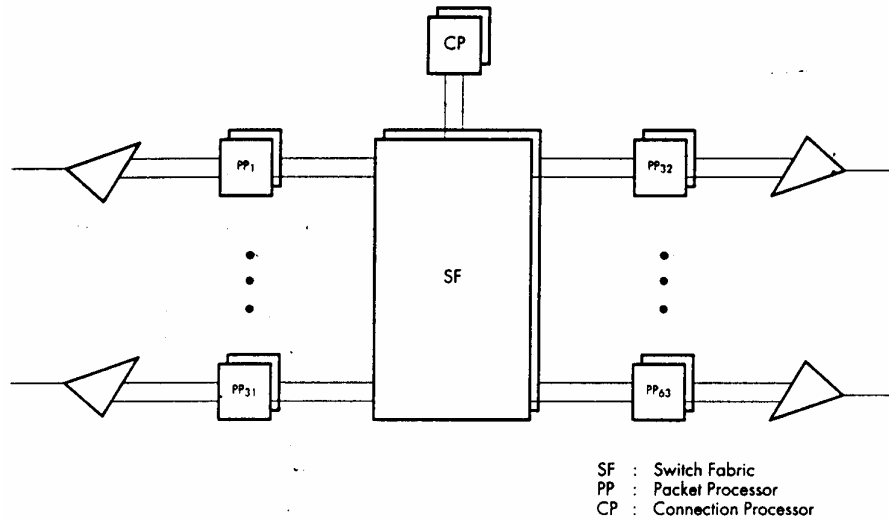 CP
PP1
PP32
SF
PP31
PP63
SF : Switch Fabric
PP : Packet Processor
CP : Connection Processor